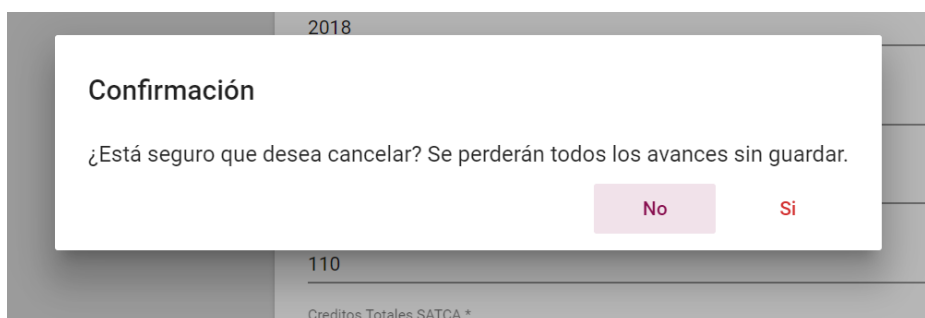 2018
Confirmación
¿Está seguro que desea cancelar? Se perderán todos los avances sin guardar.
No Si
110
Creditos Totales SATCA *